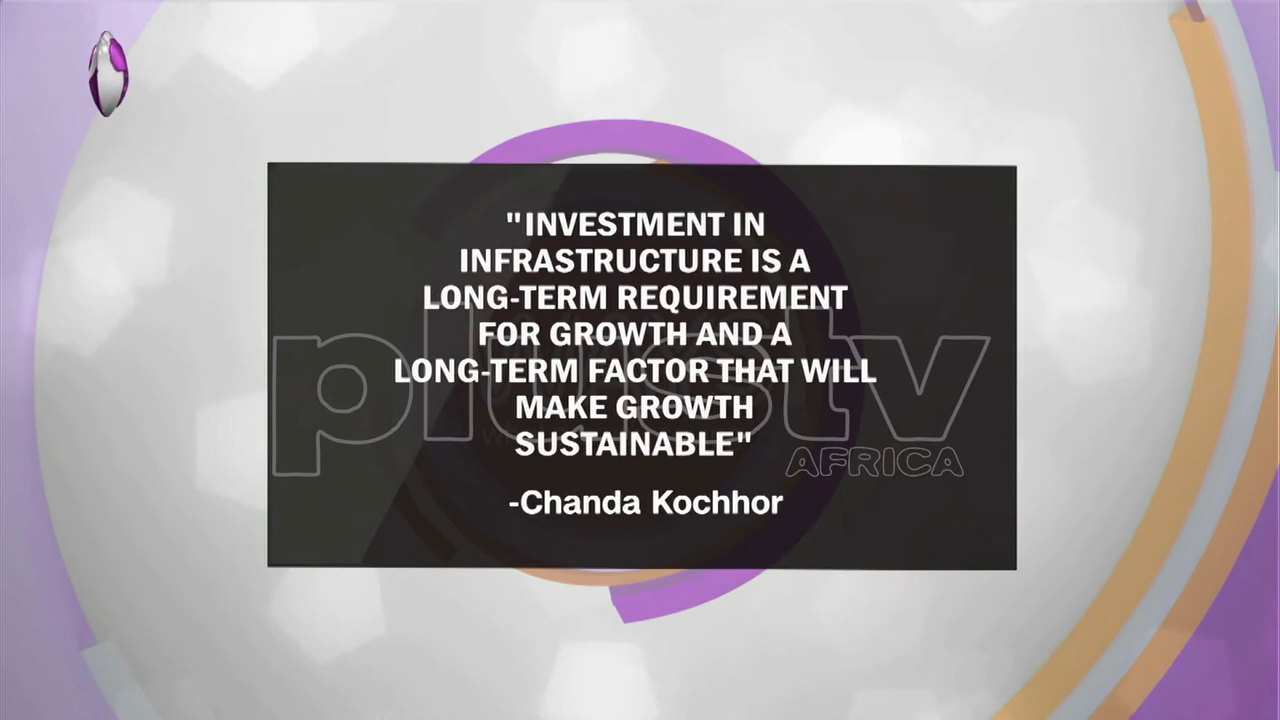 "INVESTMENT IN
INFRASTRUCTURE IS A
LONG-TERM REQUIREMENT
FOR GROWTH AND A
LONG-TERM FACTOR THAT WILL
MAKE GROWTH
SUSTAINABLE"
-Chanda Kochhor
plustv
AFRICA